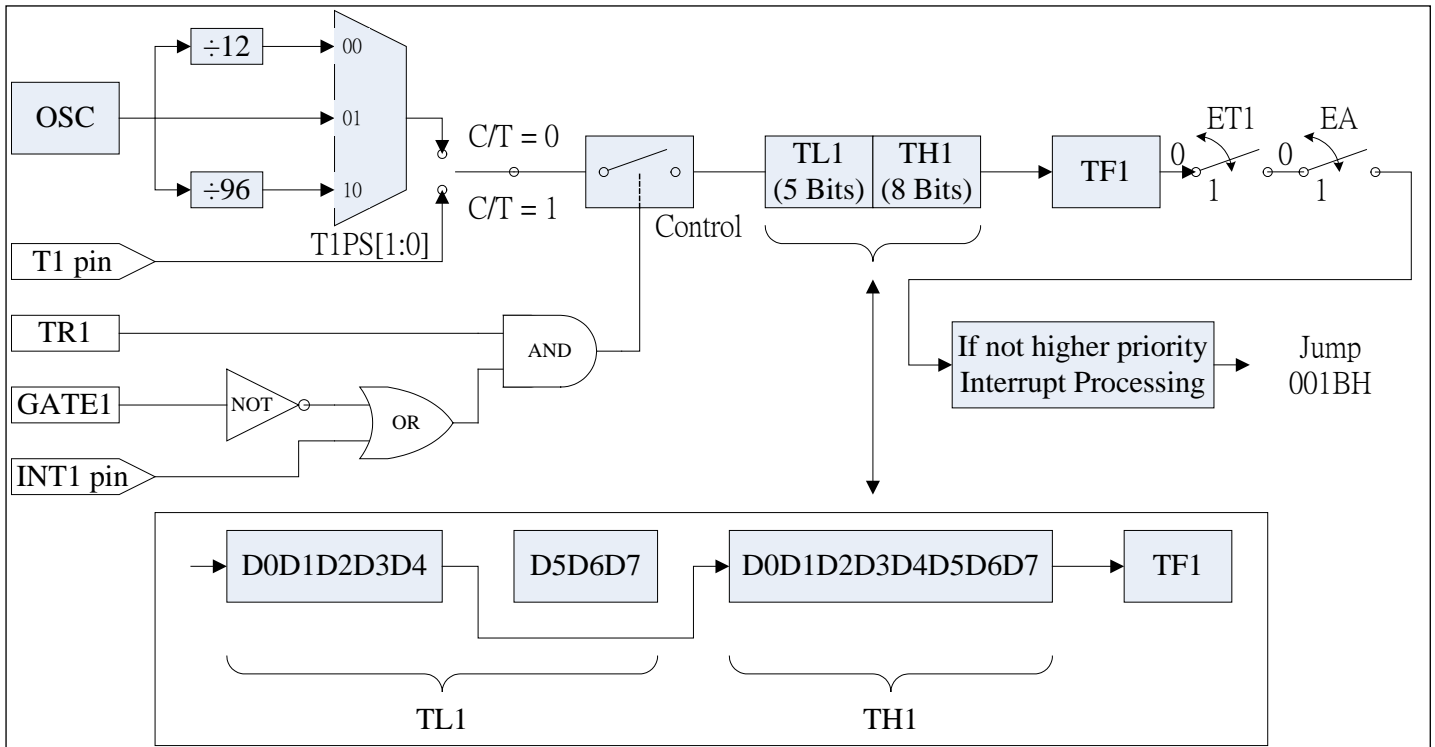 ÷12
00
OSC
01
÷96
10
T1PS[1:0]
C/T = 0
C/T = 1
T1 pin
TR1
GATE1
INT1 pin
NOT
OR
AND
Control
TL1
(5 Bits)
TH1
(8 Bits)
TF1
ET1
0
1
EA
0
1
If not higher priority
Interrupt Processing
Jump
001BH
D0D1D2D3D4
D5D6D7
D0D1D2D3D4D5D6D7
TF1
TL1
TH1